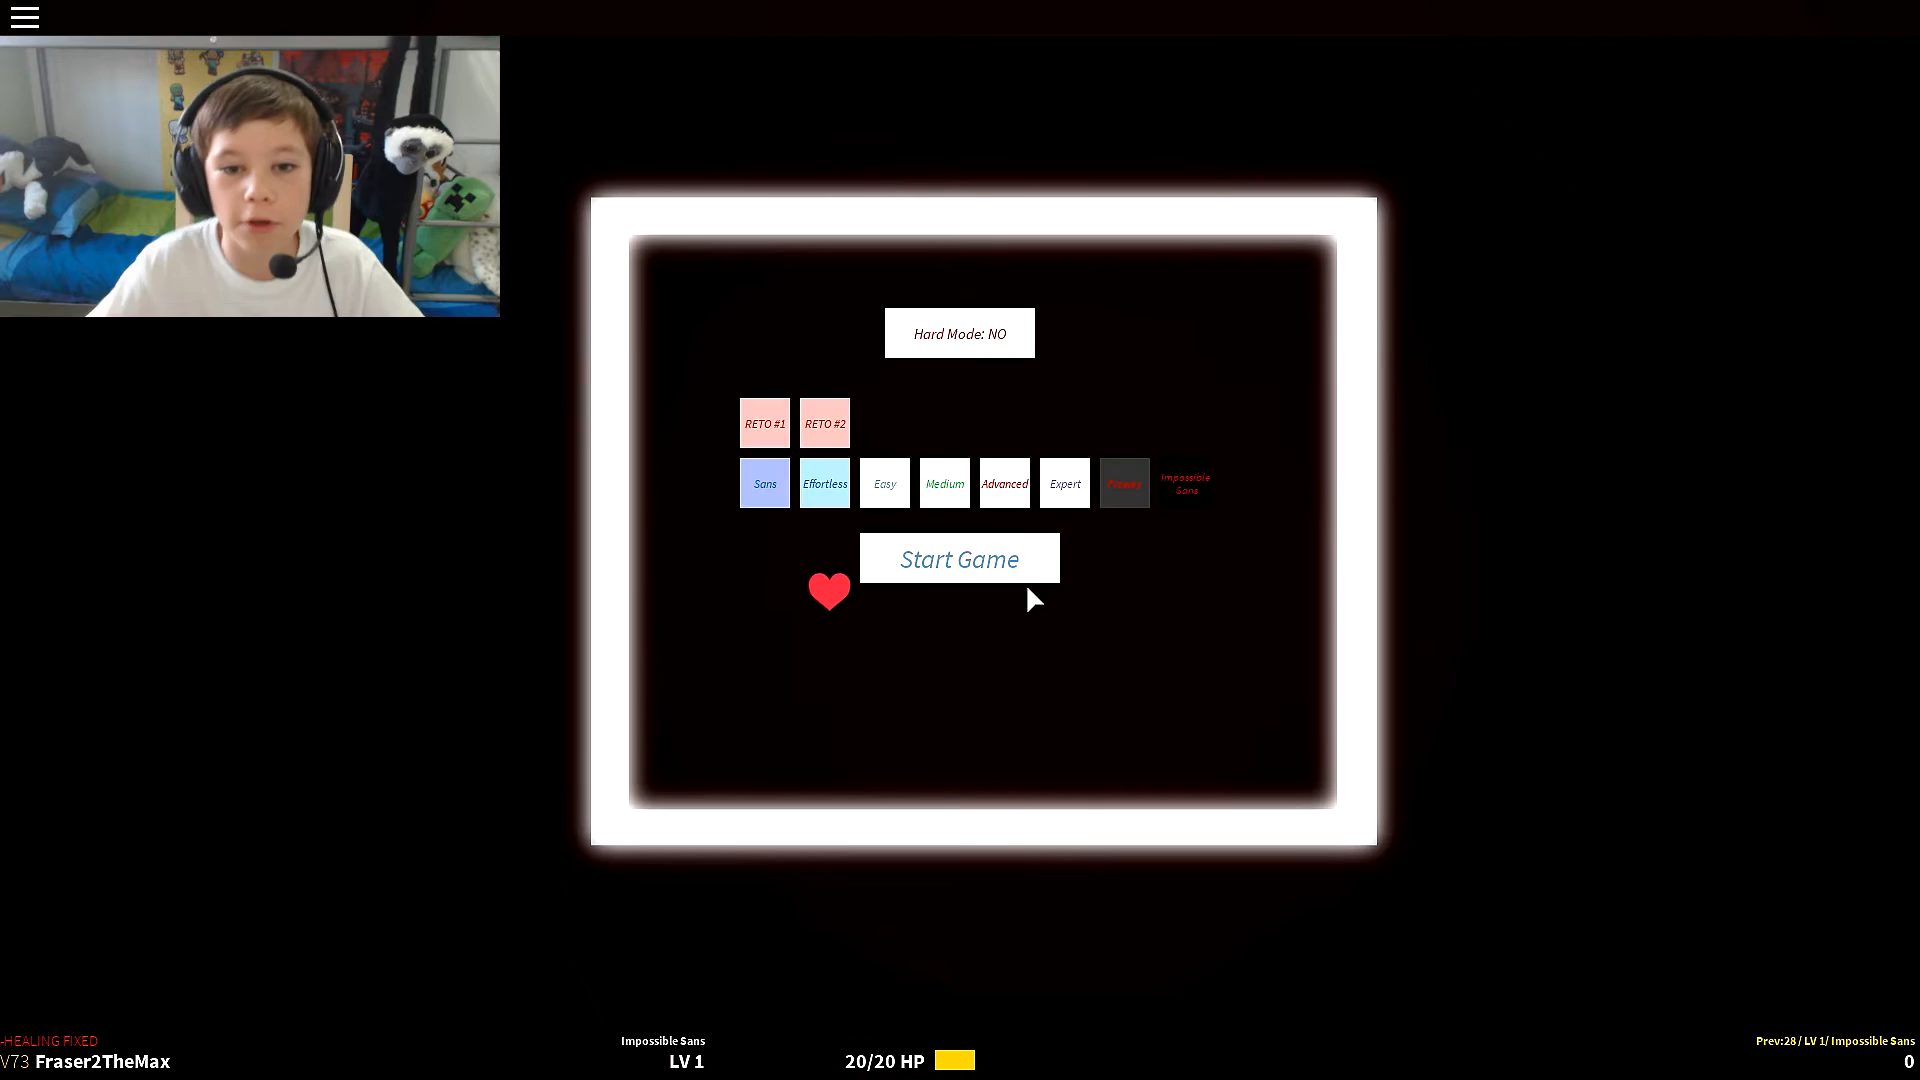 Hard Mode: NO
RETO #1 RETO #2
Sans Effortless Easy Medium Advanced Expert
Impossible
Sans
Start Game
-HEALING FIXED
V73 Fraser2TheMax
Impossible Sans
LV 1
20/20 HP
Prev:28 / LV 1/ Impossible Sans
0